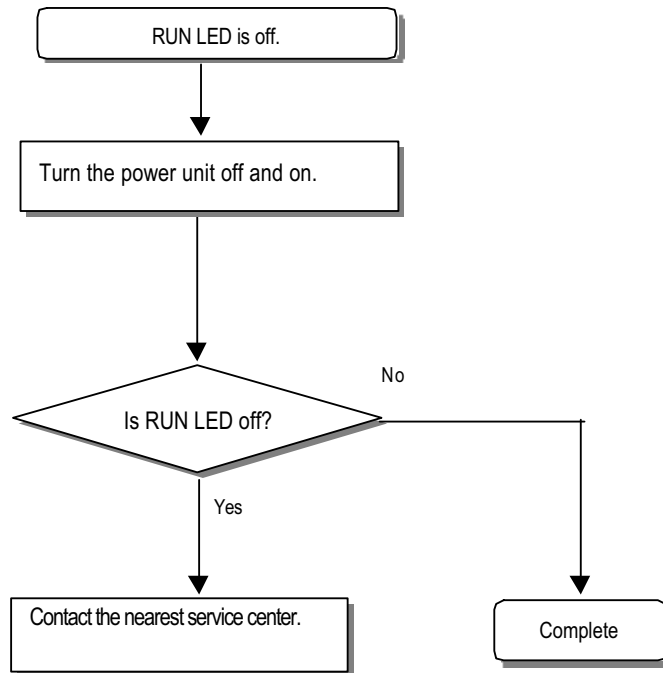 RUN LED is off.
Turn the power unit off and on.
No
Is RUN LED off?
Yes
Contact the nearest service center.
Complete